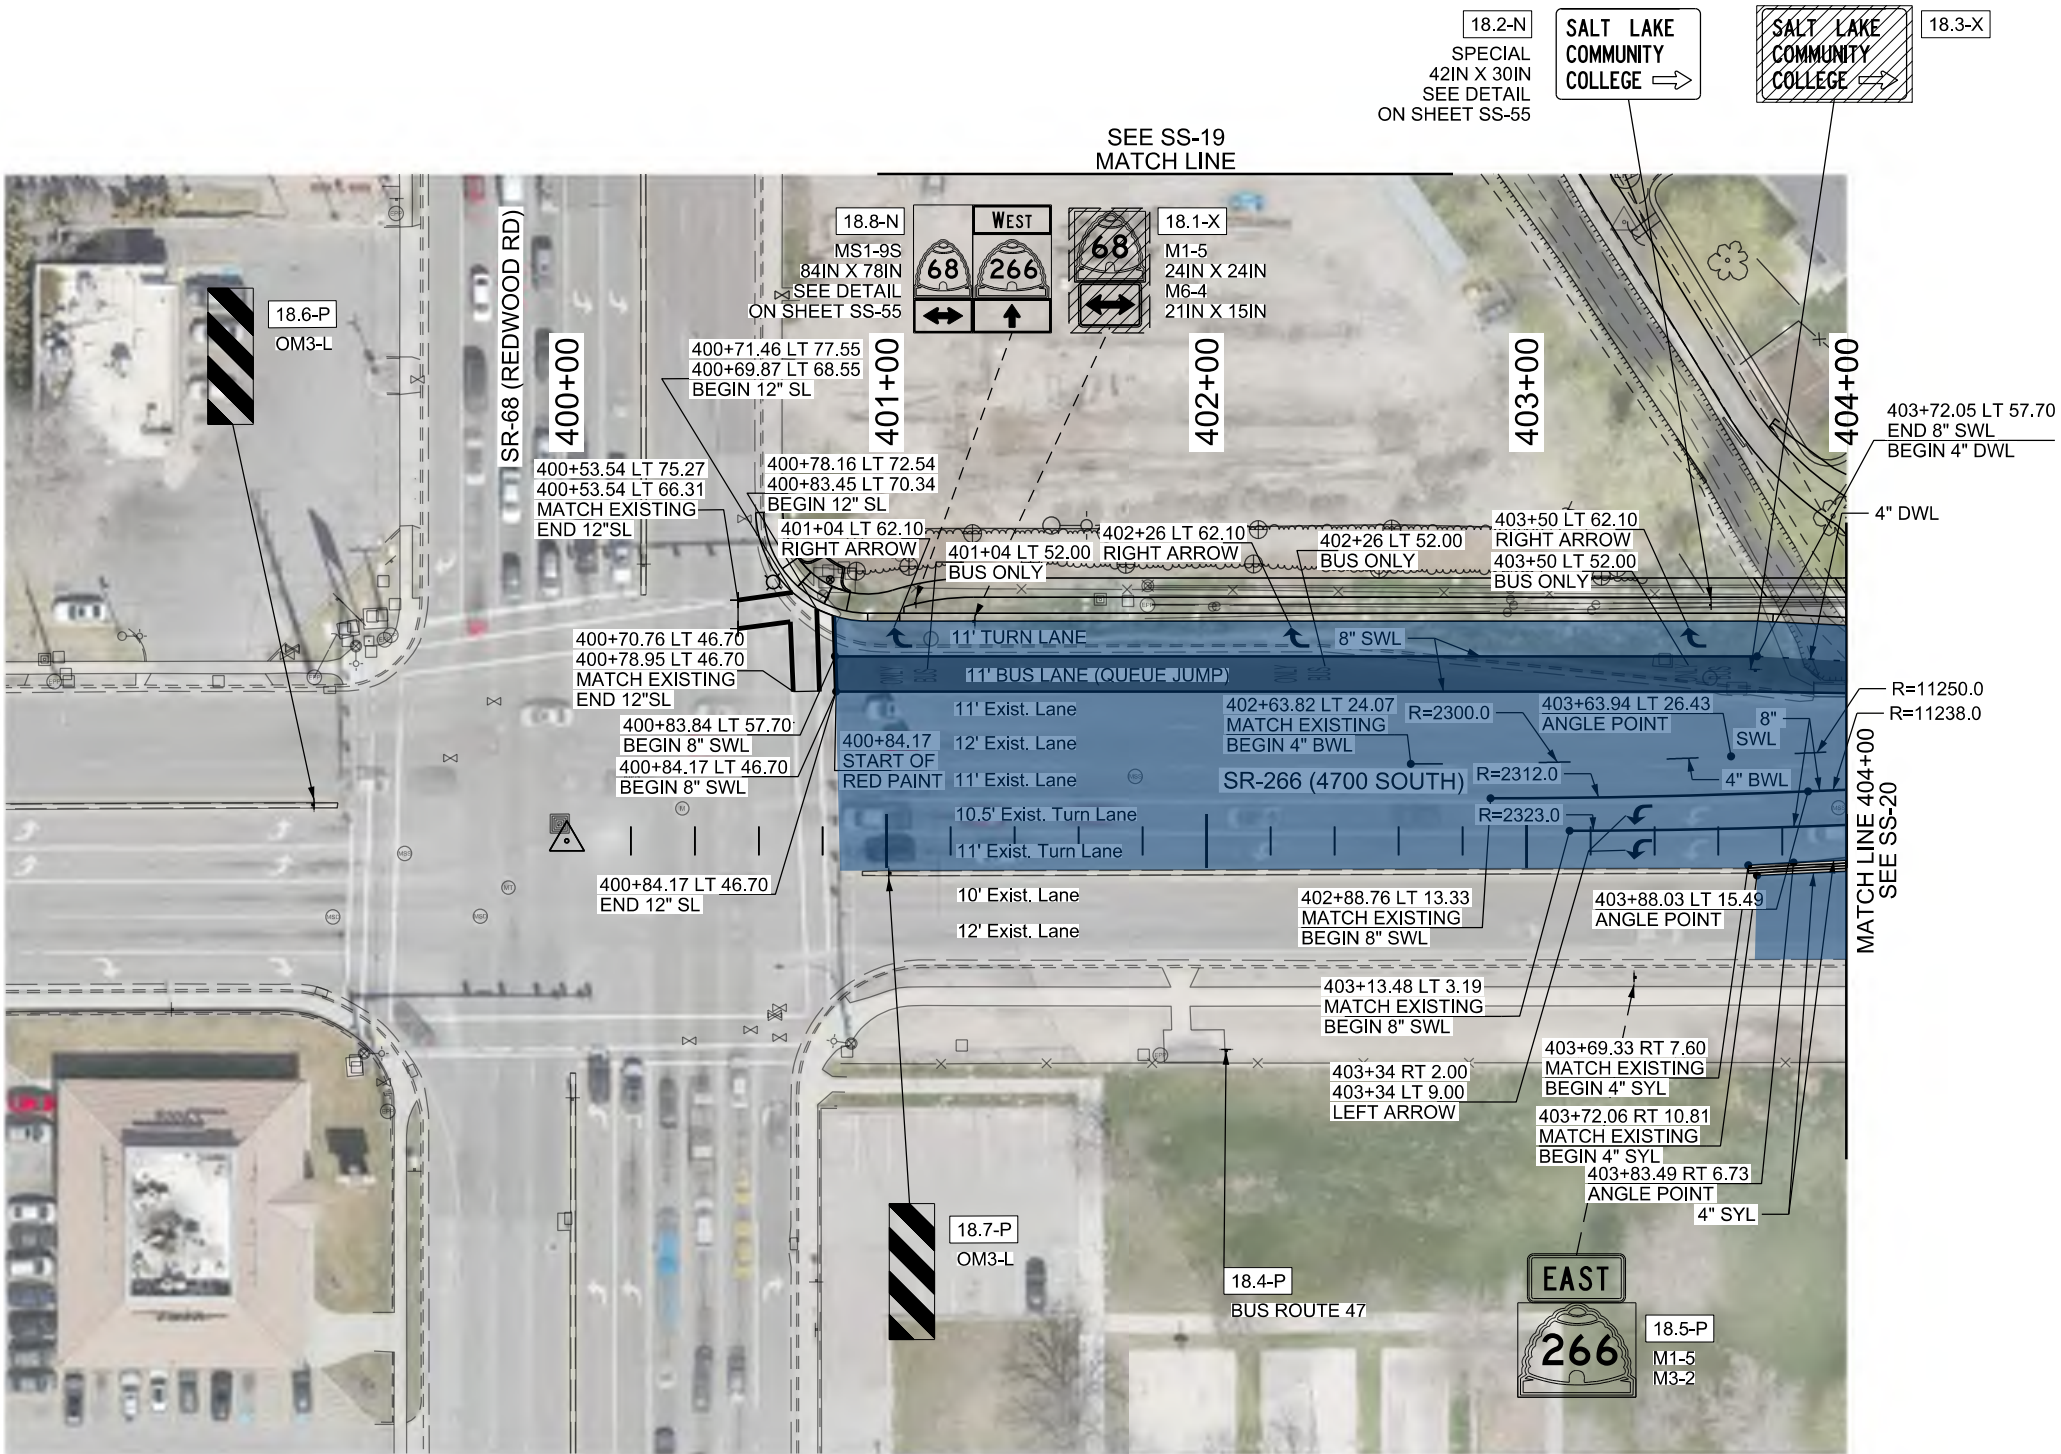 18.2-N
SPECIAL
42IN X 30IN
SEE DETAIL
ON SHEET SS-55
SALT LAKE
COMMUNITY
COLLEGE
SALT LAKE
COMMUNITY
COLLEGE
18.3-X
SEE SS-19
MATCH LINE
18.8-N
MS1-9S
84IN X 78IN
SEE DETAIL
ON SHEET SS-55
WEST
68
266
68
18.1-X
M1-5
24IN X 24IN
M6-4
21IN X 15IN
18.6-P
OM3-L
SR-68 (REDWOOD RD)
400+00
401+00
402+00
403+00
404+00
400+71.46 LT 77.55
400+69.87 LT 68.55
BEGIN 12" SL
400+53.54 LT 75.27
400+53.54 LT 66.31
MATCH EXISTING
END 12"SL
400+78.16 LT 72.54
400+83.45 LT 70.34
BEGIN 12" SL
401+04 LT 62.10
RIGHT ARROW
401+04 LT 52.00
BUS ONLY
402+26 LT 62.10
RIGHT ARROW
402+26 LT 52.00
BUS ONLY
403+50 LT 62.10
RIGHT ARROW
403+50 LT 52.00
BUS ONLY
403+72.05 LT 57.70
END 8" SWL
BEGIN 4" DWL
4" DWL
400+70.76 LT 46.70
400+78.95 LT 46.70
MATCH EXISTING
END 12"SL
400+83.84 LT 57.70
BEGIN 8" SWL
400+84.17 LT 46.70
BEGIN 8" SWL
11' TURN LANE
8" SWL
11' BUS LANE (QUEUE JUMP)
ONLY
BUS
ONLY
BUS
11' Exist. Lane
12' Exist. Lane
11' Exist. Lane
10.5' Exist. Turn Lane
11' Exist. Turn Lane
10' Exist. Lane
12' Exist. Lane
400+84.17
START OF
RED PAINT
402+63.82 LT 24.07
MATCH EXISTING
BEGIN 4" BWL
R=2300.0
403+63.94 LT 26.43
ANGLE POINT
8"
SWL
R=11250.0
R=11238.0
SR-266 (4700 SOUTH)
R=2312.0
4" BWL
R=2323.0
MATCH LINE 404+00
SEE SS-20
400+84.17 LT 46.70
END 12" SL
402+88.76 LT 13.33
MATCH EXISTING
BEGIN 8" SWL
403+88.03 LT 15.49
ANGLE POINT
403+13.48 LT 3.19
MATCH EXISTING
BEGIN 8" SWL
403+34 RT 2.00
403+34 LT 9.00
LEFT ARROW
403+69.33 RT 7.60
MATCH EXISTING
BEGIN 4" SYL
403+72.06 RT 10.81
MATCH EXISTING
BEGIN 4" SYL
403+83.49 RT 6.73
ANGLE POINT
4" SYL
18.7-P
OM3-L
18.4-P
BUS ROUTE 47
EAST
266
18.5-P
M1-5
M3-2